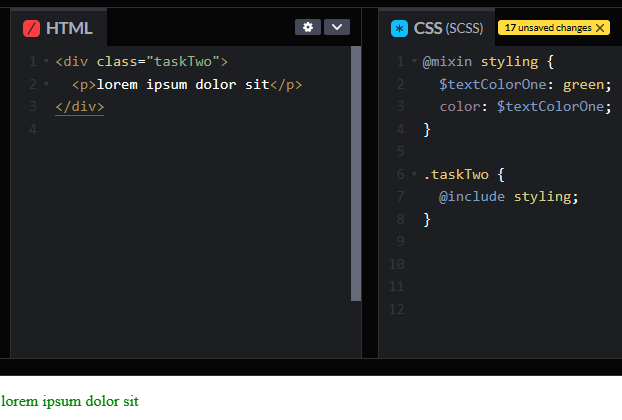 HTML
1 <div class="taskTwo">
2 <p>lorem ipsum dolor sit</p>
3 </div>
4
CSS (SCSS) 17 unsaved changes X
1 @mixin styling {
2 $textColorOne: green;
3 color: $textColorOne;
4 }
5
6 .taskTwo {
7 @include styling;
8 }
9
10
11
12
lorem ipsum dolor sit